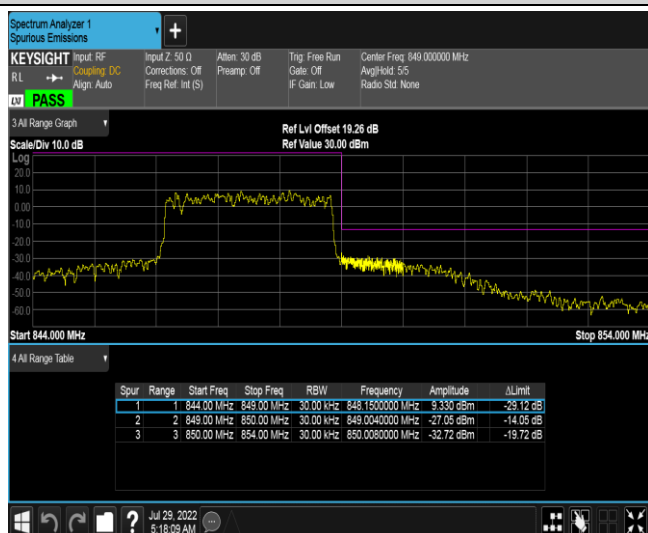 Spectrum Analyzer 1
Spurious Emissions
KEYSIGHT
R L
LXI
PASS
Input: RF
Coupling: DC
Align: Auto
Input Z: 50 Ω
Corrections: Off
Freq Ref: Int (S)
Atten: 30 dB
Preamp: Off
Trig: Free Run
Gate: Off
IF Gain: Low
Center Freq: 849.000000 MHz
Avg|Hold: 5/5
Radio Std: None
3 All Range Graph
Scale/Div 10.0 dB
Ref Lvl Offset 19.26 dB
Ref Value 30.00 dBm
Log
20.0
10.0
0.00
-10.0
-20.0
-30.0
-40.0
-50.0
-60.0
Start 844.000 MHz
Stop 854.000 MHz
4 All Range Table
Spur Range Start Freq Stop Freq RBW Frequency Amplitude ΔLimit
1 1 844.00 MHz 849.00 MHz 30.00 kHz 848.1500000 MHz 9.330 dBm -29.12 dB
2 2 849.00 MHz 850.00 MHz 30.00 kHz 849.0040000 MHz -27.05 dBm -14.05 dB
3 3 850.00 MHz 854.00 MHz 30.00 kHz 850.0080000 MHz -32.72 dBm -19.72 dB
?
Jul 29, 2022
5:18:09 AM